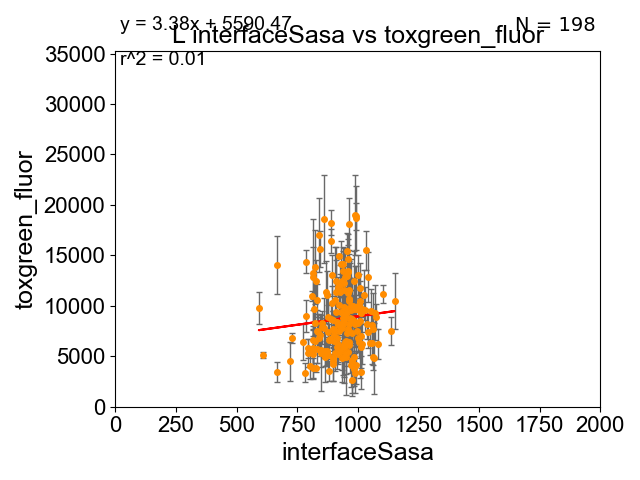 y = 3.38x + 5590.47
N = 198
L interfaceSasa vs toxgreen_fluor
r^2 = 0.01
35000
30000
25000
20000
15000
10000
5000
0
toxgreen_fluor
0 250 500 750 1000 1250 1500 1750 2000
interfaceSasa